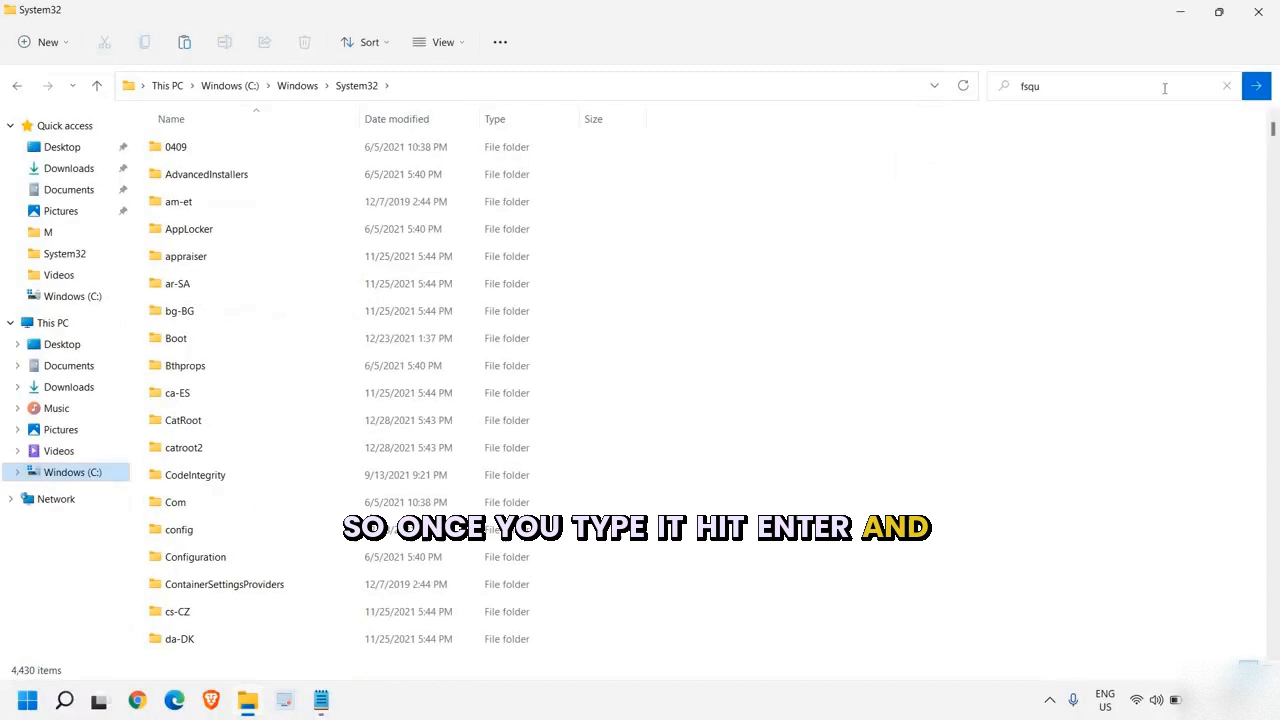 System32
New
Sort
View
This PC
Windows (C:)
Windows
System32
fsqu
Name
Date modified
Type
Size
Quick access
Desktop
Downloads
Documents
Pictures
M
System32
Videos
Windows (C:)
This PC
Desktop
Documents
Downloads
Music
Pictures
Videos
Windows (C:)
Network
0409 6/5/2021 10:38 PM File folder
AdvancedInstallers 6/5/2021 5:40 PM File folder
am-et 12/7/2019 2:44 PM File folder
AppLocker 6/5/2021 5:40 PM File folder
appraiser 11/25/2021 5:44 PM File folder
ar-SA 11/25/2021 5:44 PM File folder
bg-BG 11/25/2021 5:44 PM File folder
Boot 12/23/2021 1:37 PM File folder
Bthprops 6/5/2021 5:40 PM File folder
ca-ES 11/25/2021 5:44 PM File folder
CatRoot 12/28/2021 5:43 PM File folder
catroot2 12/28/2021 5:43 PM File folder
CodeIntegrity 9/13/2021 9:21 PM File folder
Com 6/5/2021 10:38 PM File folder
config File folder
SO ONCE YOU TYPE IT HIT ENTER AND
Configuration 6/5/2021 5:40 PM File folder
ContainerSettingsProviders 12/7/2019 2:44 PM File folder
cs-CZ 11/25/2021 5:44 PM File folder
da-DK 11/25/2021 5:44 PM File folder
4,430 items
ENG
US